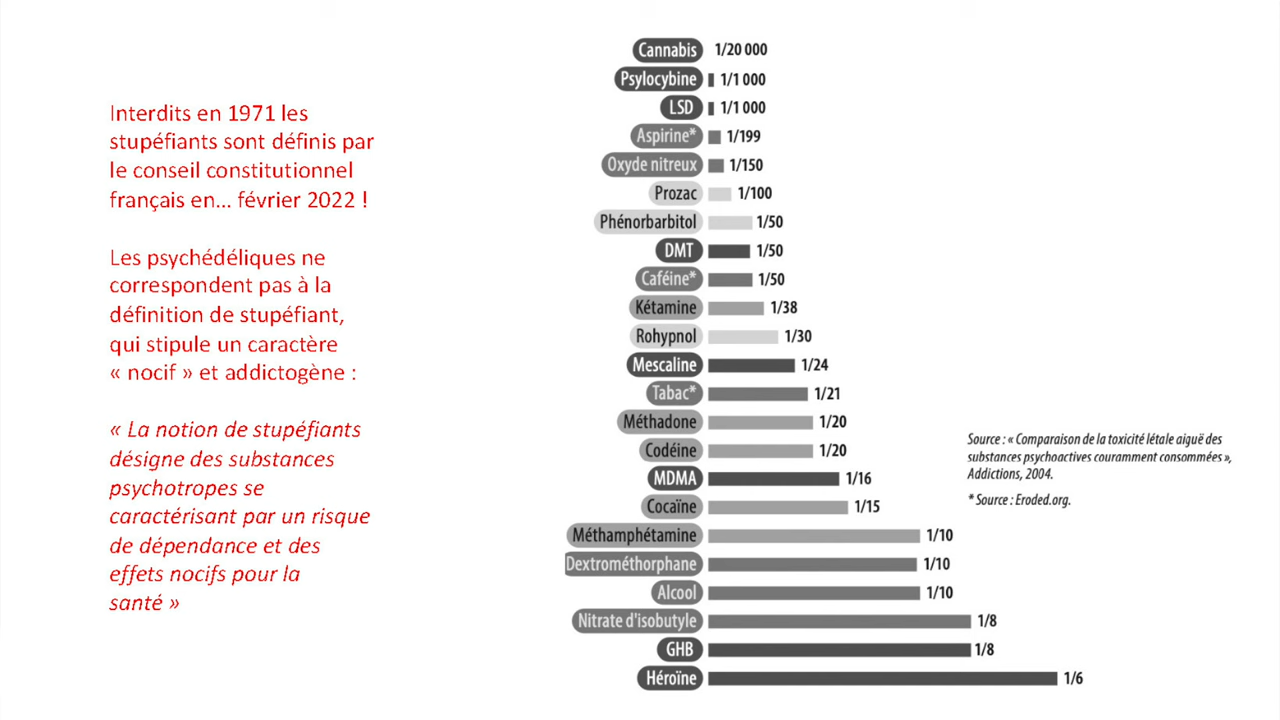 Interdits en 1971 les
stupéfiants sont définis par
le conseil constitutionnel
français en... février 2022 !
Les psychédéliques ne
correspondent pas à la
définition de stupéfiant,
qui stipule un caractère
« nocif » et addictogène :
« La notion de stupéfiants
désigne des substances
psychotropes se
caractérisant par un risque
de dépendance et des
effets nocifs pour la
santé »
Cannabis 1/20 000
Psylocybine 1/1 000
LSD 1/1 000
Aspirine* 1/199
Oxyde nitreux 1/150
Prozac 1/100
Phénorbarbitol 1/50
DMT 1/50
Caféine* 1/50
Kétamine 1/38
Rohypnol 1/30
Mescaline 1/24
Tabac* 1/21
Méthadone 1/20
Codéine 1/20
MDMA 1/16
Cocaïne 1/15
Méthamphétamine 1/10
Dextrométhorphane 1/10
Alcool 1/10
Nitrate d'isobutyle 1/8
GHB 1/8
Héroïne 1/6
Source : « Comparaison de la toxicité létale aiguë des
substances psychoactives couramment consommées »,
Addictions, 2004.
* Source : Eroded.org.